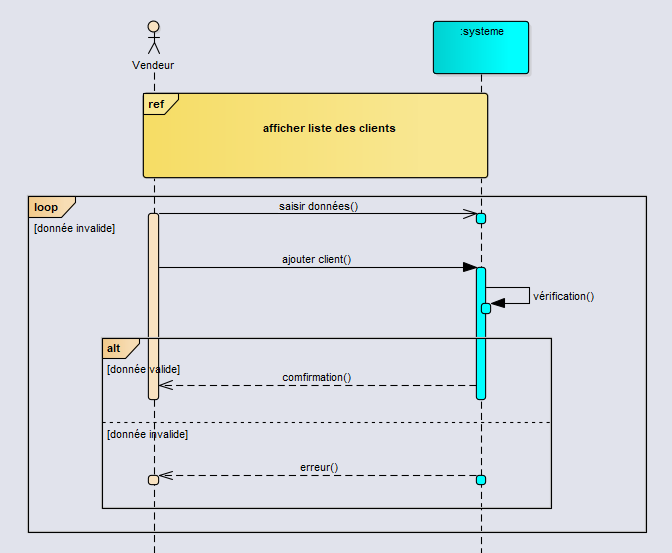 Vendeur
:systeme
ref
afficher liste des clients
loop
[donnée invalide]
saisir données()
ajouter client()
vérification()
alt
[donnée valide]
comfirmation()
[donnée invalide]
erreur()